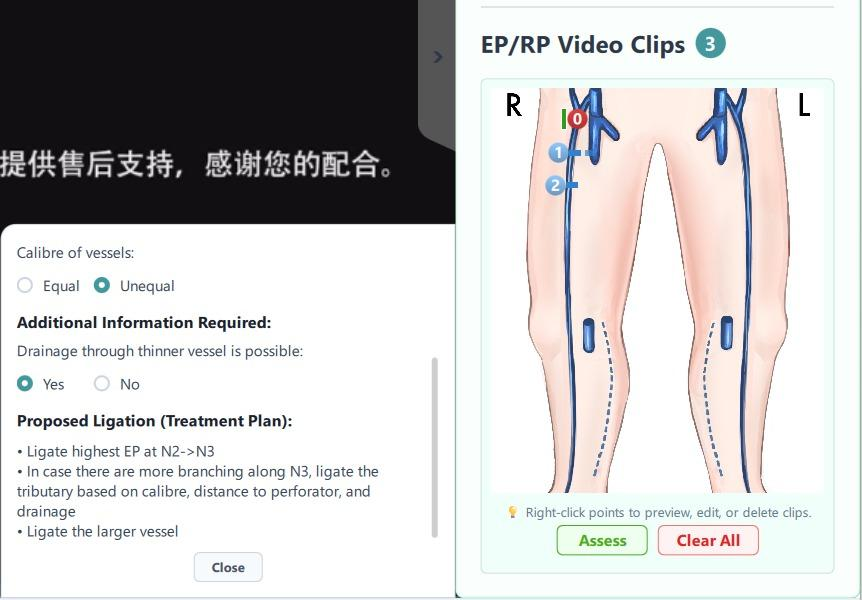 提供售后支持，感谢您的配合。
Calibre of vessels:
Equal
Unequal
Additional Information Required:
Drainage through thinner vessel is possible:
Yes
No
Proposed Ligation (Treatment Plan):
• Ligate highest EP at N2->N3
• In case there are more branching along N3, ligate the
tributary based on calibre, distance to perforator, and
drainage
• Ligate the larger vessel
Close
EP/RP Video Clips 3
R
L
0
1
2
💡 Right-click points to preview, edit, or delete clips.
Assess
Clear All